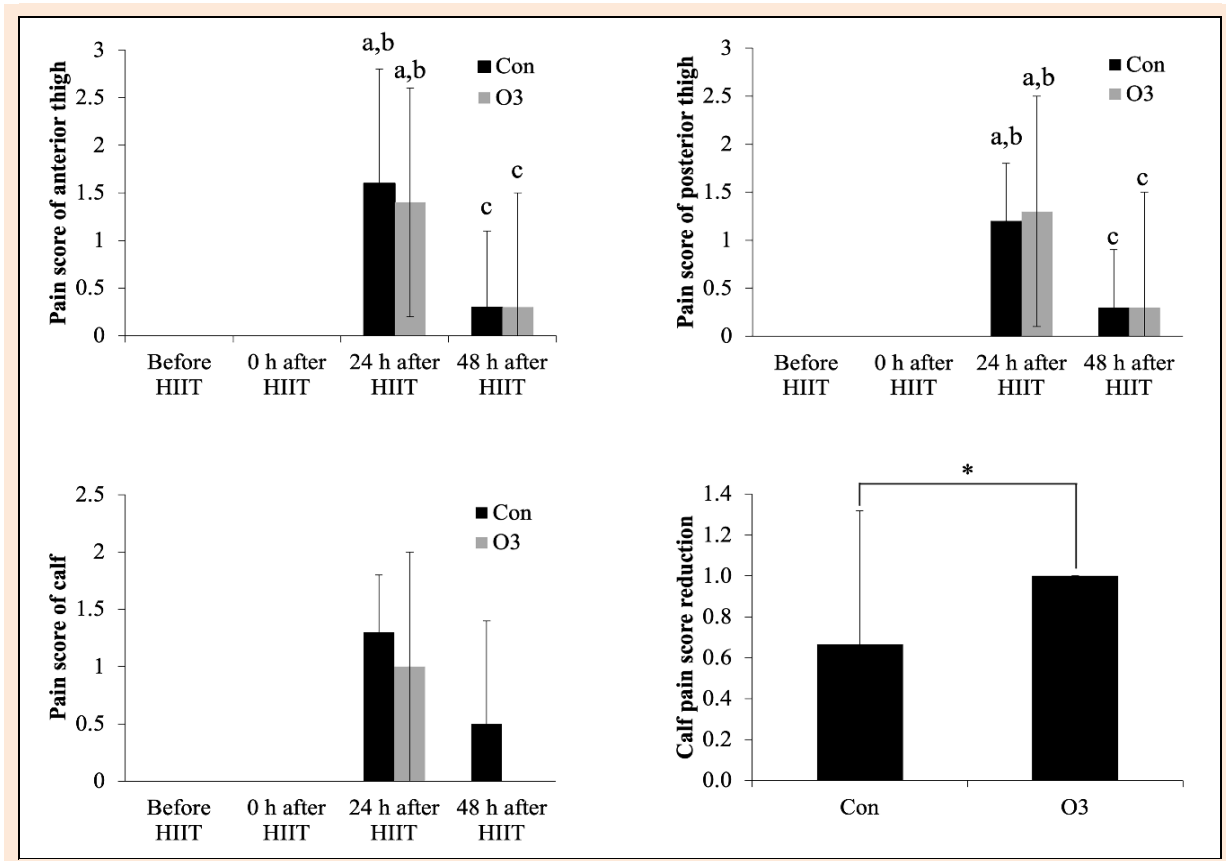 Pain score of anterior thigh
3
2.5
2
1.5
1
0.5
0
a,b
a,b
c
c
Con
O3
Before
HIIT
0 h after
HIIT
24 h after
HIIT
48 h after
HIIT
Pain score of posterior thigh
3
2.5
2
1.5
1
0.5
0
a,b
a,b
c
c
Con
O3
Before
HIIT
0 h after
HIIT
24 h after
HIIT
48 h after
HIIT
Pain score of calf
2.5
2
1.5
1
0.5
0
Con
O3
Before
HIIT
0 h after
HIIT
24 h after
HIIT
48 h after
HIIT
Calf pain score reduction
1.4
1.2
1.0
0.8
0.6
0.4
0.2
0.0
*
Con
O3